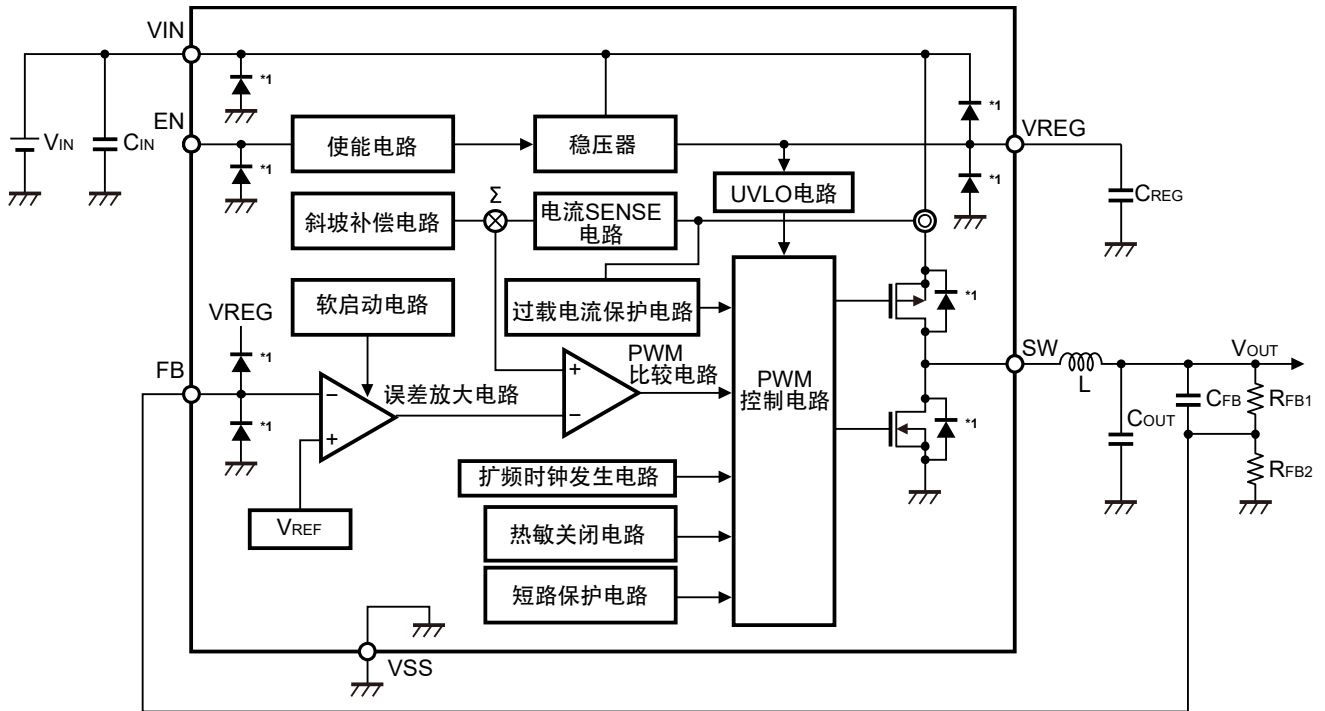 VIN
*1
*1
EN
VIN
CIN
使能电路
稳压器
VREG
*1
*1
CREG
UVLO电路
Σ
斜坡补偿电路
电流SENSE
电路
软启动电路
过载电流保护电路
VREG
*1
FB
*1
误差放大电路
−
+
VREF
PWM
比较电路
+
−
PWM
控制电路
*1
SW
L
VOUT
*1
COUT
CFB
RFB1
RFB2
扩频时钟发生电路
热敏关闭电路
短路保护电路
VSS